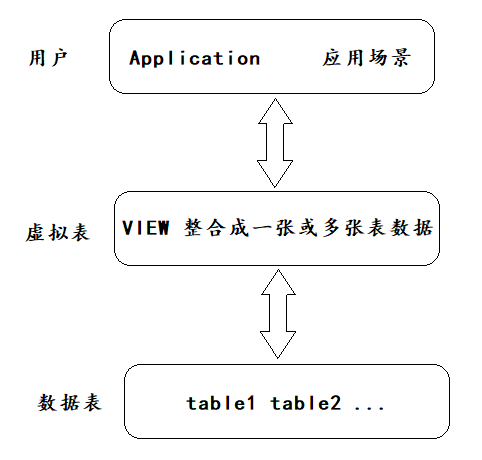 用户 Application 应用场景
虚拟表 VIEW 整合成一张或多张表数据
数据表 table1 table2 ...